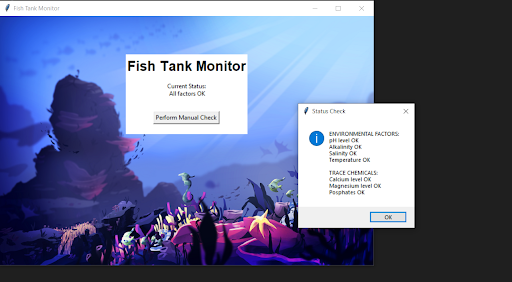 Fish Tank Monitor
Fish Tank Monitor
Current Status:
All factors OK
Perform Manual Check
Status Check
ENVIRONMENTAL FACTORS:
pH level OK
Alkalinity OK
Salinity OK
Temperature OK
TRACE CHEMICALS:
Calcium level OK
Magnesium level OK
Posphates OK
OK